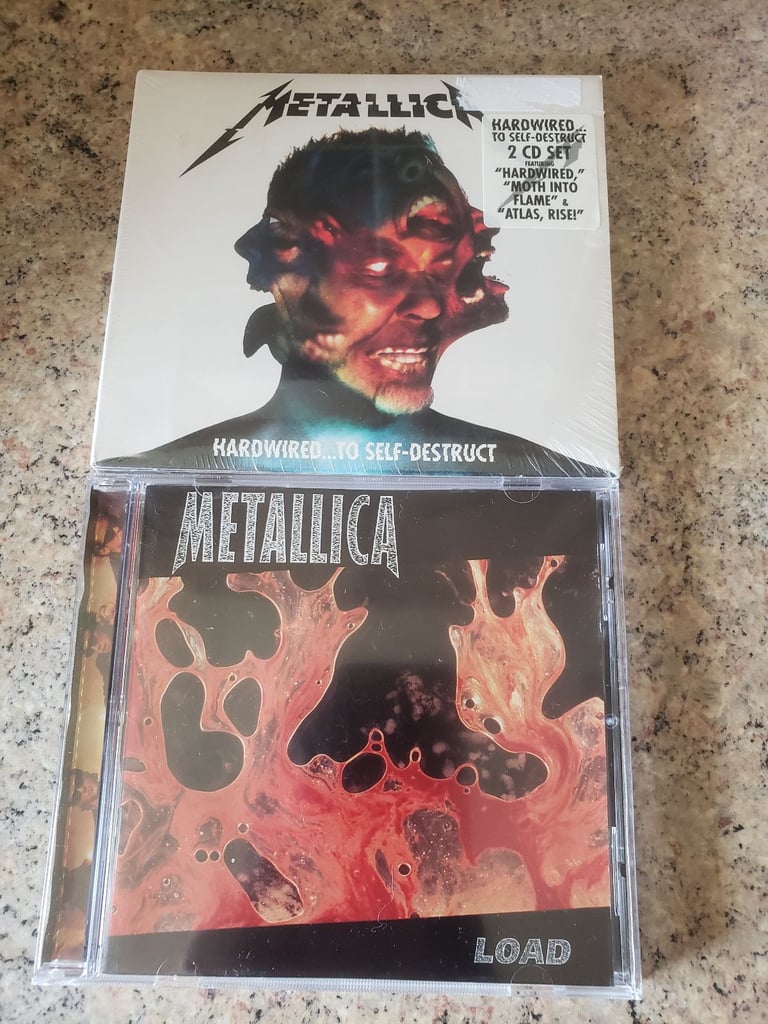 METALLICA
HARDWIRED...
TO SELF-DESTRUCT
2 CD SET
FEATURING
"HARDWIRED,"
"MOTH INTO
FLAME" &
"ATLAS, RISE!"
HARDWIRED...TO SELF-DESTRUCT
METALLICA
LOAD